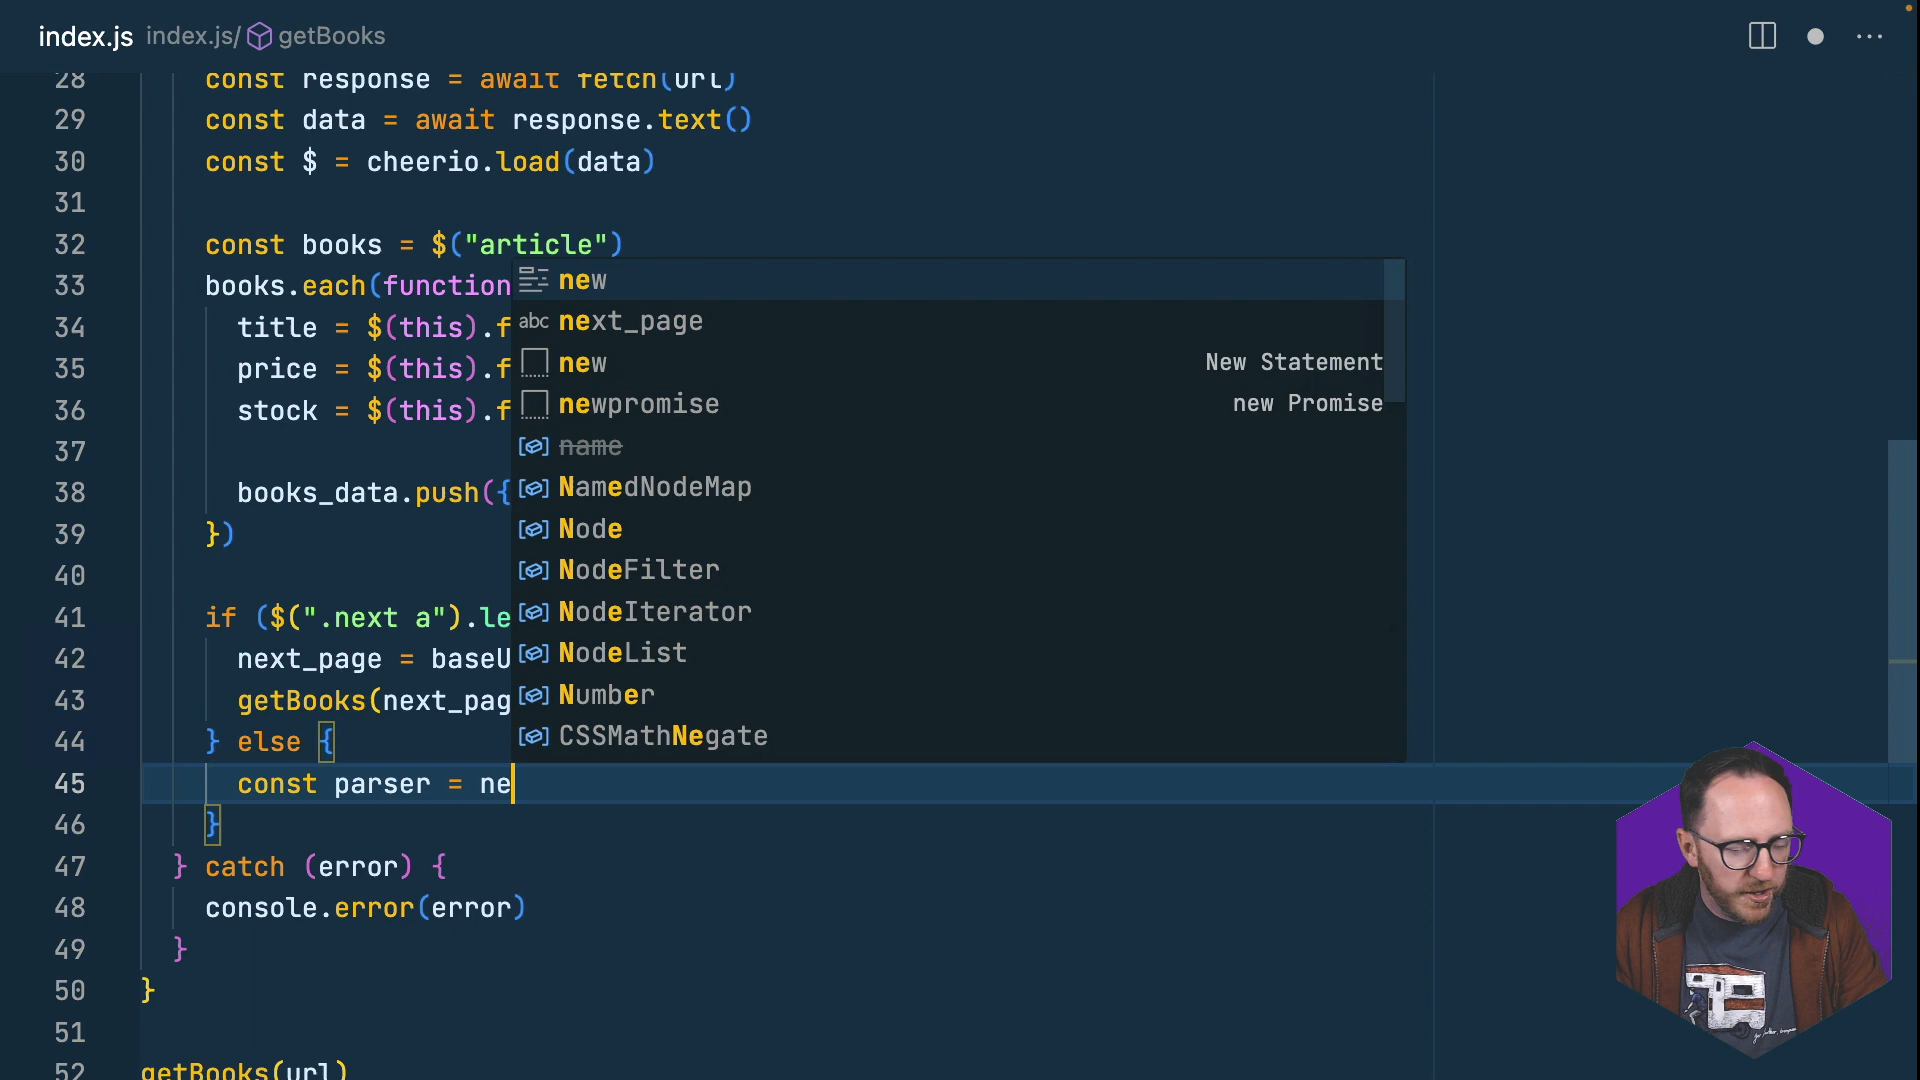 index.js index.js/ getBooks
28 const response = await fetch(url)
29 const data = await response.text()
30 const $ = cheerio.load(data)
31
32 const books = $("article")
33 books.each(function
34 title = $(this).f
35 price = $(this).f
36 stock = $(this).f
37
38 books_data.push({
39 })
40
41 if ($(".next a").le
42 next_page = baseU
43 getBooks(next_pag
44 } else {
45 const parser = ne
46 }
47 } catch (error) {
48 console.error(error)
49 }
50 }
51
52 getBooks(url)
new
abc next_page
new New Statement
newpromise new Promise
name
NamedNodeMap
Node
NodeFilter
NodeIterator
NodeList
Number
CSSMathNegate